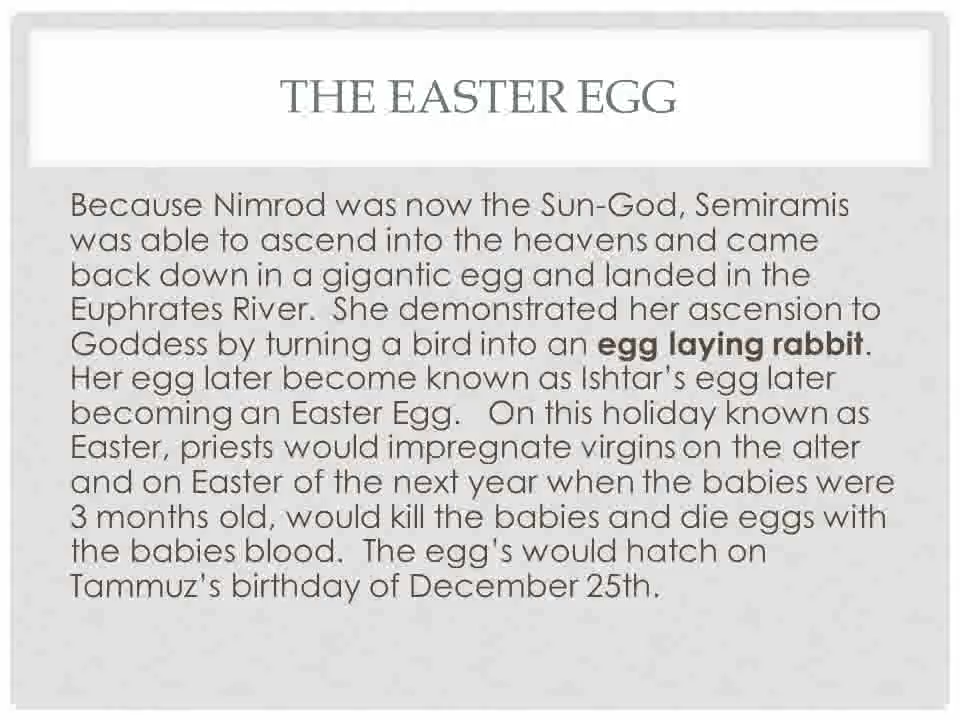 THE EASTER EGG
Because Nimrod was now the Sun-God, Semiramis
was able to ascend into the heavens and came
back down in a gigantic egg and landed in the
Euphrates River.  She demonstrated her ascension to
Goddess by turning a bird into an egg laying rabbit.
Her egg later become known as Ishtar's egg later
becoming an Easter Egg.   On this holiday known as
Easter, priests would impregnate virgins on the alter
and on Easter of the next year when the babies were
3 months old, would kill the babies and die eggs with
the babies blood.  The egg's would hatch on
Tammuz's birthday of December 25th.